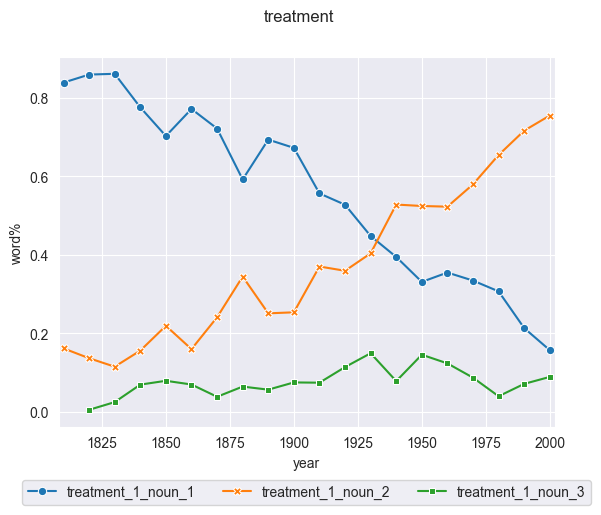 treatment
0.8
0.6
0.4
0.2
0.0
word%
1825 1850 1875 1900 1925 1950 1975 2000
year
treatment_1_noun_1 treatment_1_noun_2 treatment_1_noun_3